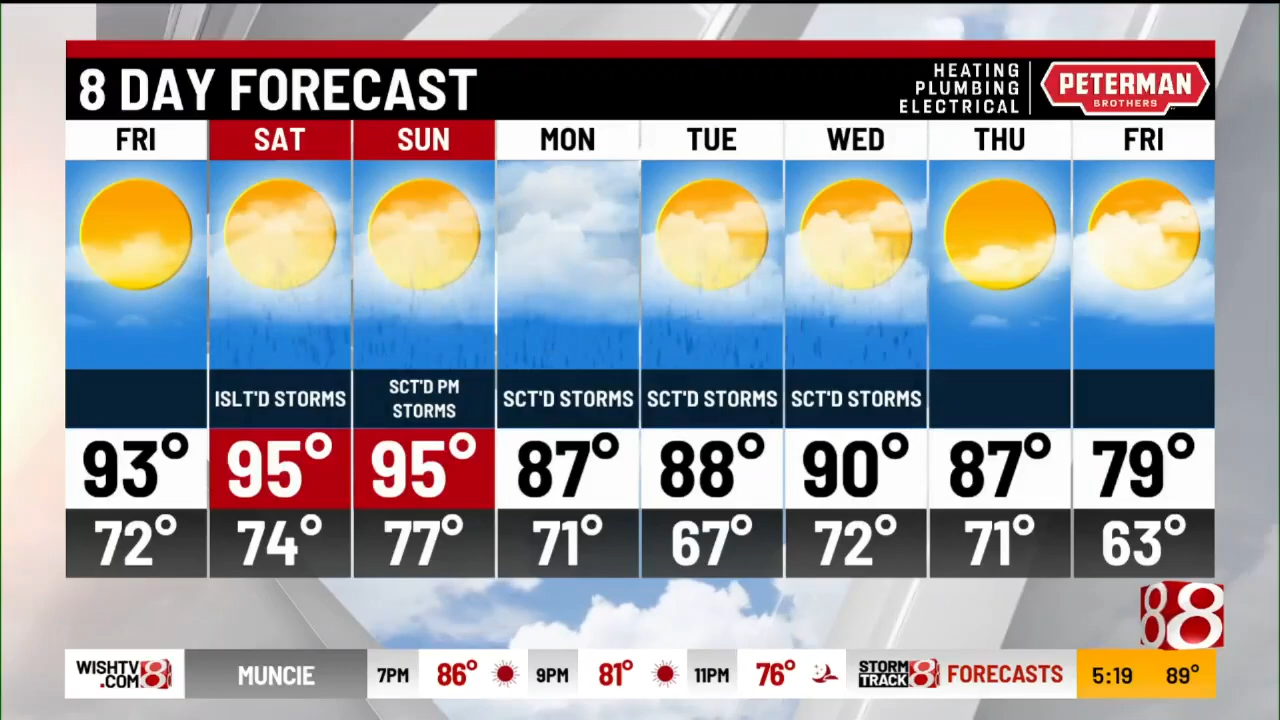 8 DAY FORECAST
HEATING
PLUMBING
ELECTRICAL
PETERMAN
BROTHERS
FRI SAT SUN MON TUE WED THU FRI
ISLT'D STORMS
SCT'D PM
STORMS
SCT'D STORMS
SCT'D STORMS
SCT'D STORMS
93° 95° 95° 87° 88° 90° 87° 79°
72° 74° 77° 71° 67° 72° 71° 63°
8
WISHTV
.COM 8
MUNCIE
7PM 86° 9PM 81° 11PM 76°
STORM
TRACK 8
FORECASTS
5:19 89°